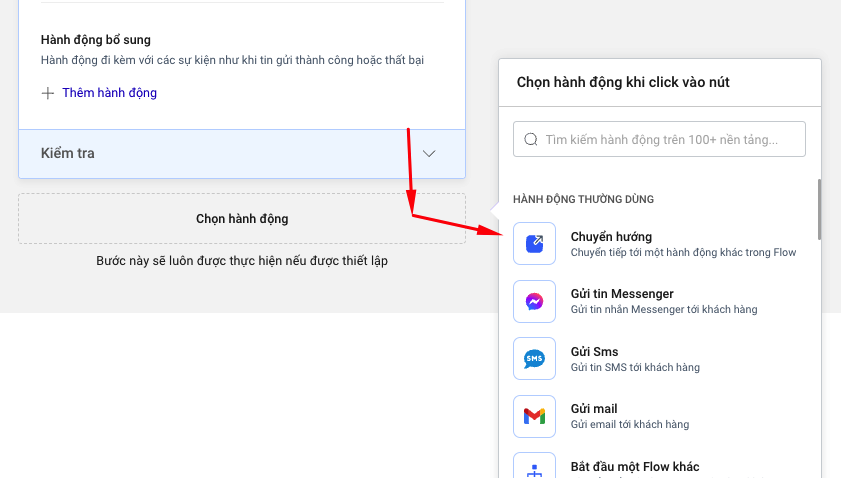 Hành động bổ sung
Hành động đi kèm với các sự kiện như khi tin gửi thành công hoặc thất bại
Thêm hành động
Kiểm tra
Chọn hành động
Bước này sẽ luôn được thực hiện nếu được thiết lập
Chọn hành động khi click vào nút
Tìm kiếm hành động trên 100+ nền tảng...
HÀNH ĐỘNG THƯỜNG DÙNG
Chuyển hướng
Chuyển tiếp tới một hành động khác trong Flow
Gửi tin Messenger
Gửi tin nhắn Messenger tới khách hàng
SMS
Gửi Sms
Gửi tin SMS tới khách hàng
Gửi mail
Gửi email tới khách hàng
Bắt đầu một Flow khác